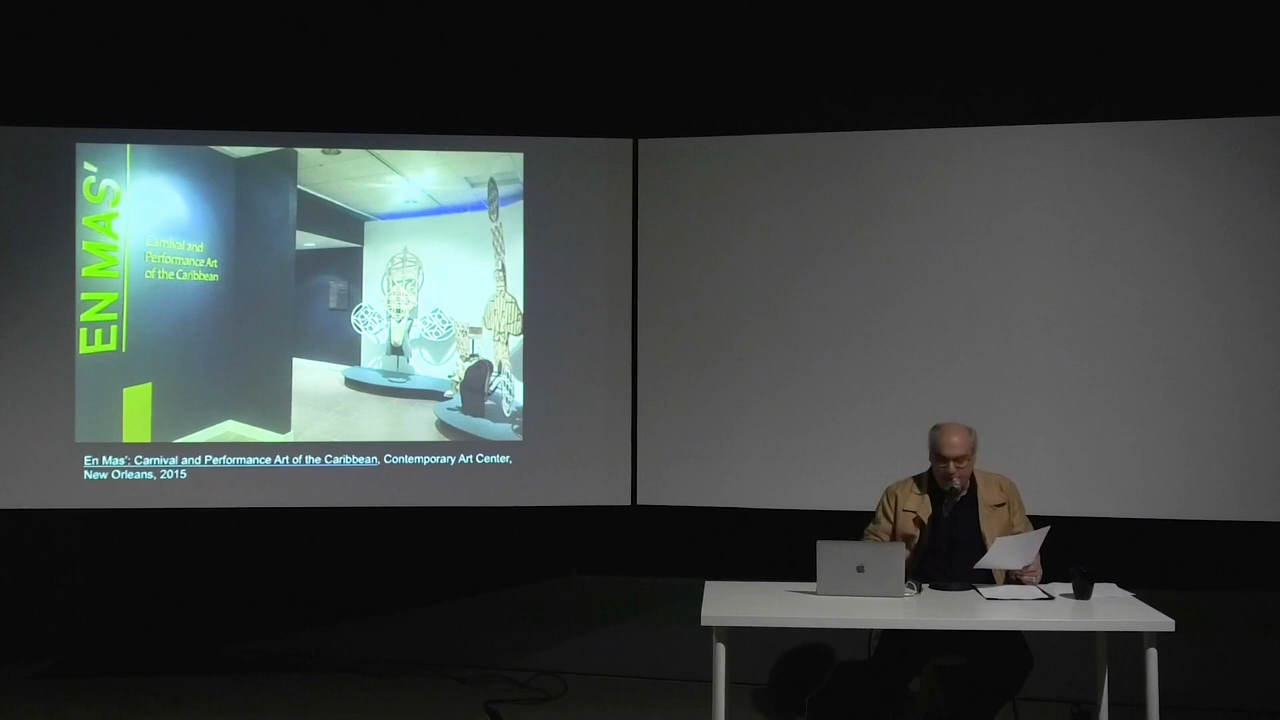 EN MAS'
Carnival and
Performance Art
of the Caribbean
En Mas': Carnival and Performance Art of the Caribbean, Contemporary Art Center,
New Orleans, 2015